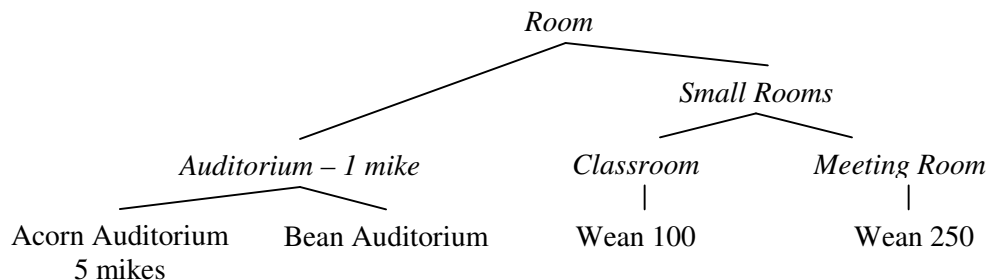 Room
Small Rooms
Auditorium – 1 mike
Classroom
Meeting Room
Acorn Auditorium
5 mikes
Bean Auditorium
Wean 100
Wean 250